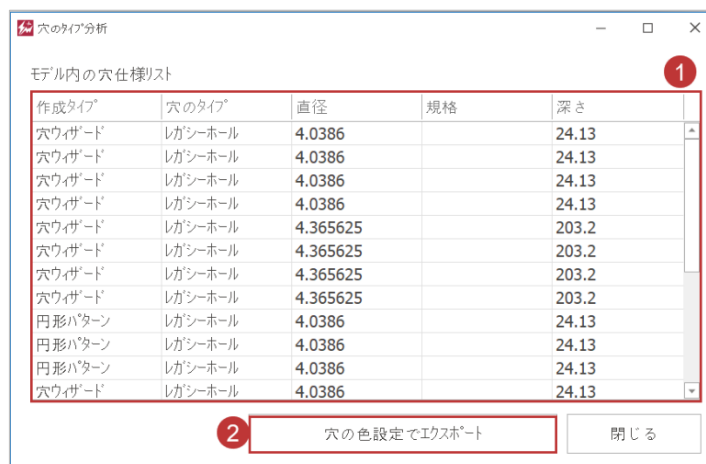 穴のタイプ分析
モデル内の穴仕様リスト
1
作成タイプ 穴のタイプ 直径 規格 深さ
穴ウィザード レガシーホール 4.0386 24.13
穴ウィザード レガシーホール 4.0386 24.13
穴ウィザード レガシーホール 4.0386 24.13
穴ウィザード レガシーホール 4.0386 24.13
穴ウィザード レガシーホール 4.365625 203.2
穴ウィザード レガシーホール 4.365625 203.2
穴ウィザード レガシーホール 4.365625 203.2
穴ウィザード レガシーホール 4.365625 203.2
円形パターン レガシーホール 4.0386 24.13
円形パターン レガシーホール 4.0386 24.13
円形パターン レガシーホール 4.0386 24.13
穴ウィザード レガシーホール 4.0386 24.13
2 穴の色設定でエクスポート 閉じる